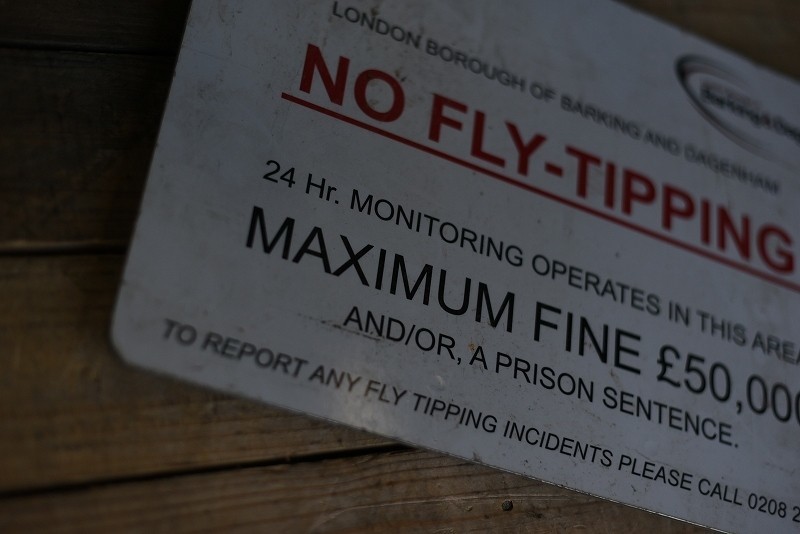 LONDON BOROUGH OF BARKING AND DAGENHAM
NO FLY-TIPPING
24 Hr. MONITORING OPERATES IN THIS AREA
MAXIMUM FINE £50,000
AND/OR, A PRISON SENTENCE.
TO REPORT ANY FLY TIPPING INCIDENTS PLEASE CALL 0208 2